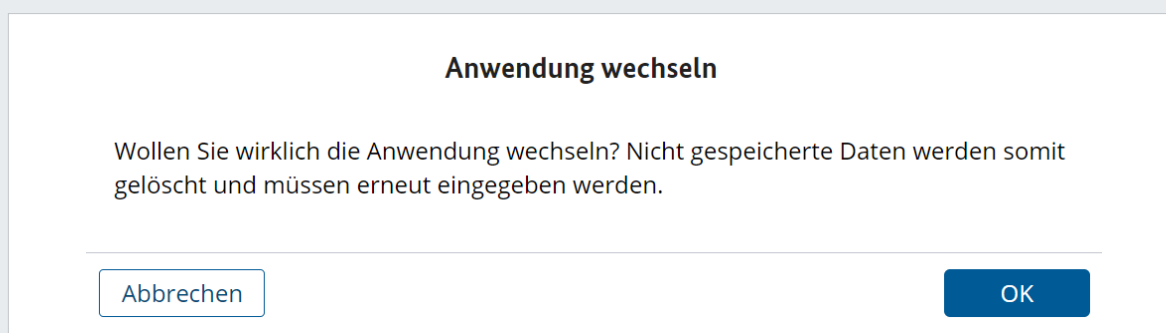 Anwendung wechseln
Wollen Sie wirklich die Anwendung wechseln? Nicht gespeicherte Daten werden somit
gelöscht und müssen erneut eingegeben werden.
Abbrechen
OK